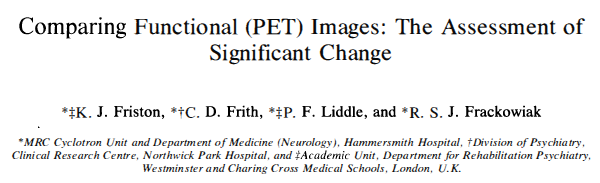 Comparing Functional (PET) Images: The Assessment of
Significant Change
*‡K. J. Friston, *†C. D. Frith, *‡P. F. Liddle, and *R. S. J. Frackowiak
*MRC Cyclotron Unit and Department of Medicine (Neurology), Hammersmith Hospital, †Division of Psychiatry,
Clinical Research Centre, Northwick Park Hospital, and ‡Academic Unit, Department for Rehabilitation Psychiatry,
Westminster and Charing Cross Medical Schools, London, U.K.